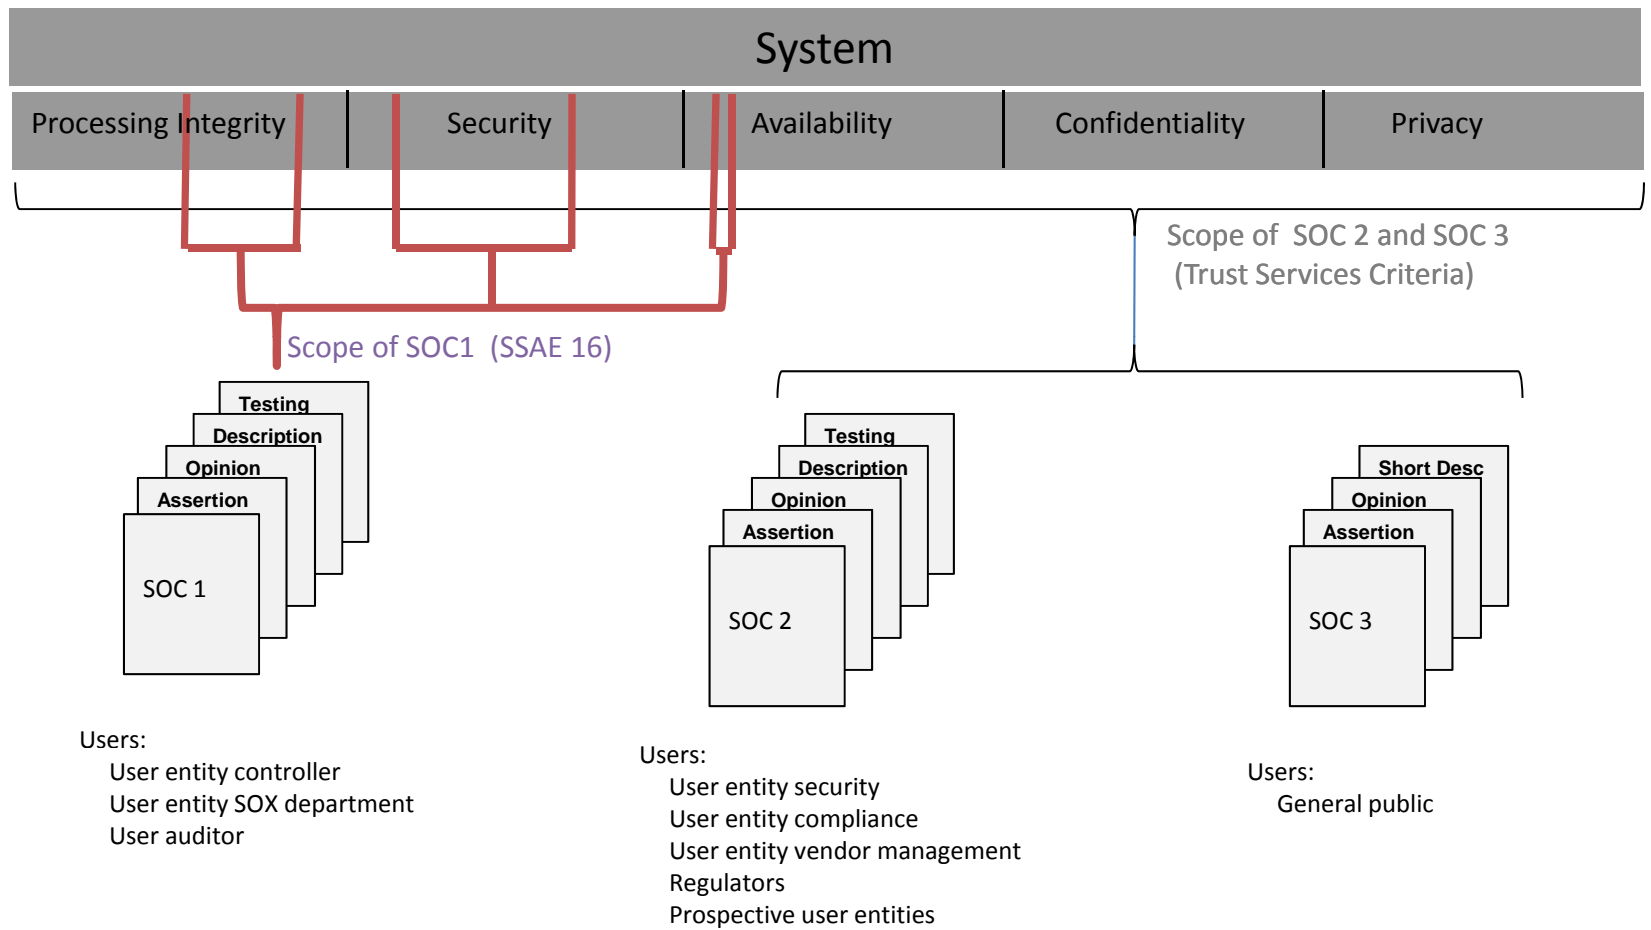 System
Processing Integrity
Security
Availability
Confidentiality
Privacy
Scope of SOC 2 and SOC 3
(Trust Services Criteria)
Scope of SOC1 (SSAE 16)
Testing
Description
Opinion
Assertion
SOC 1
Testing
Description
Opinion
Assertion
SOC 2
Short Desc
Opinion
Assertion
SOC 3
Users:
User entity controller
User entity SOX department
User auditor
Users:
User entity security
User entity compliance
User entity vendor management
Regulators
Prospective user entities
Users:
General public